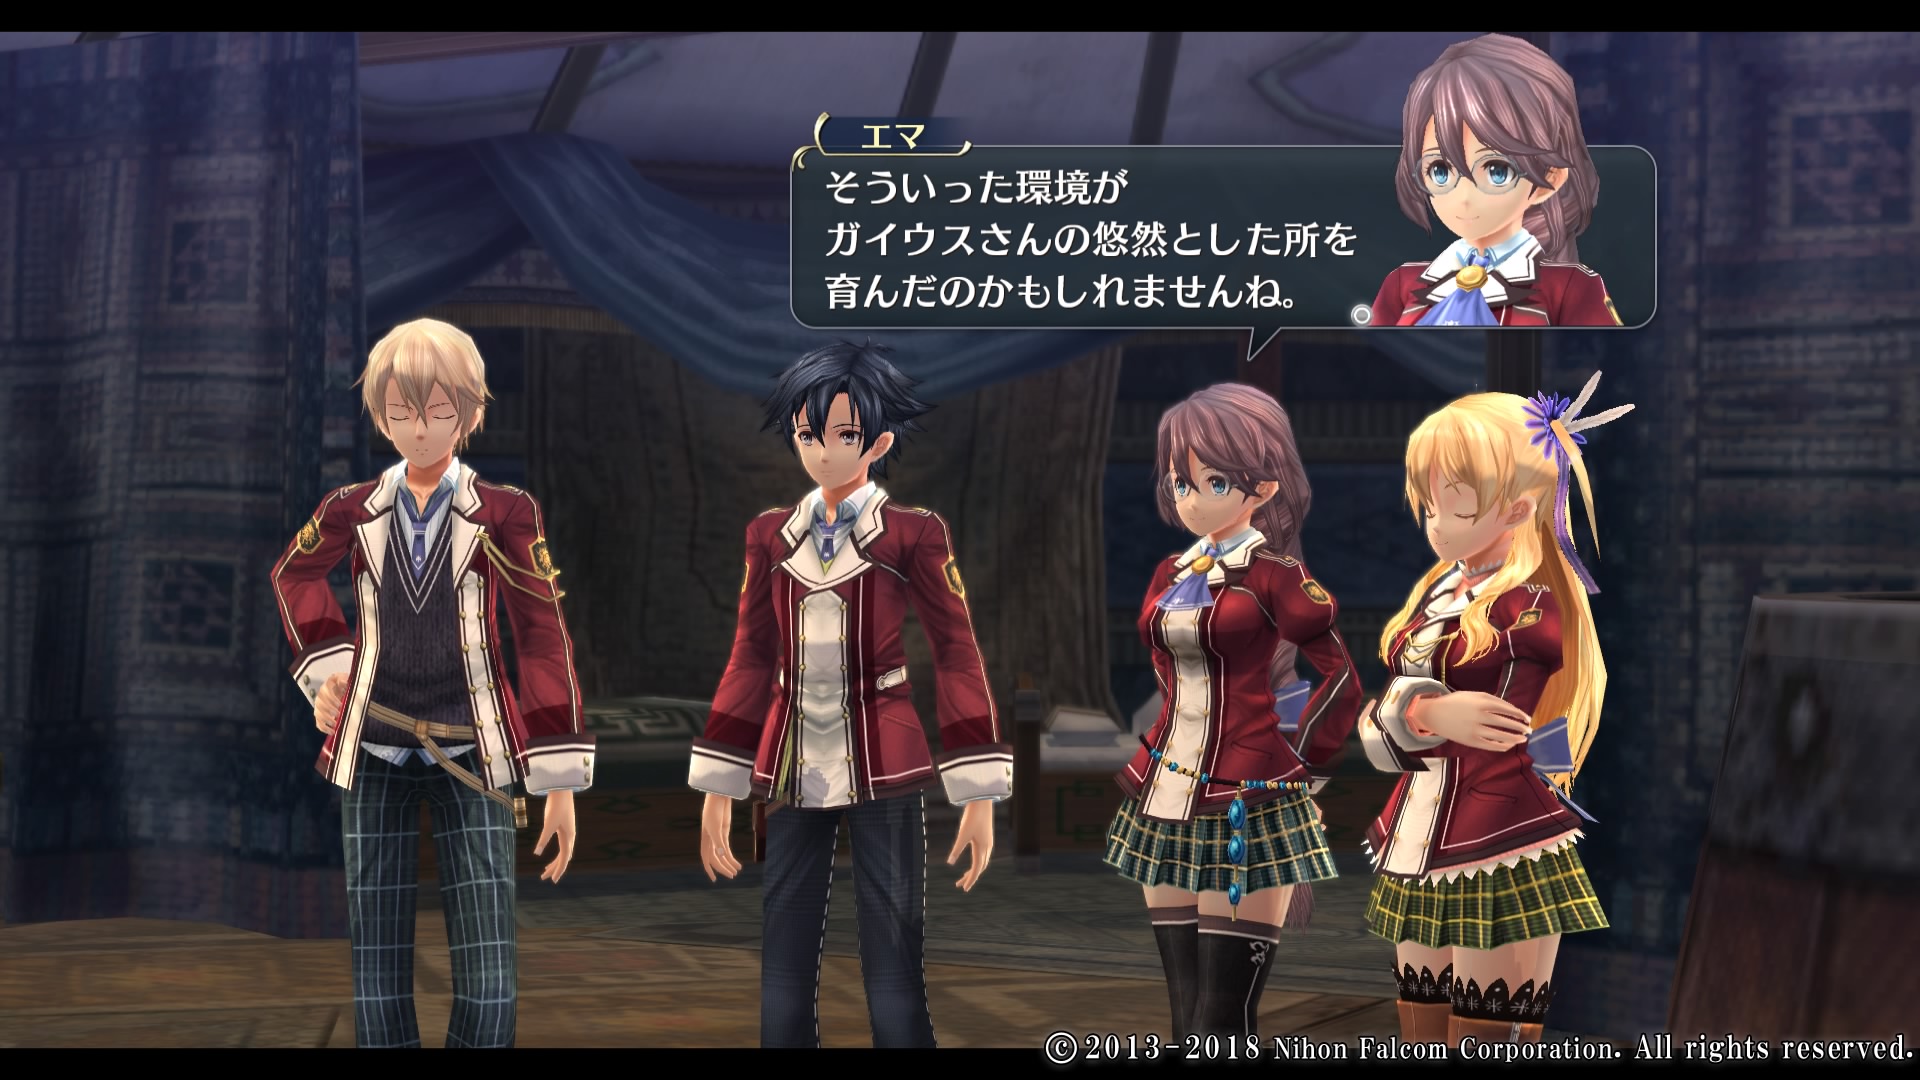 エマ
そういった環境が
ガイウスさんの悠然とした所を
育んだのかもしれませんね。
©2013-2018 Nihon Falcom Corporation. All rights reserved.